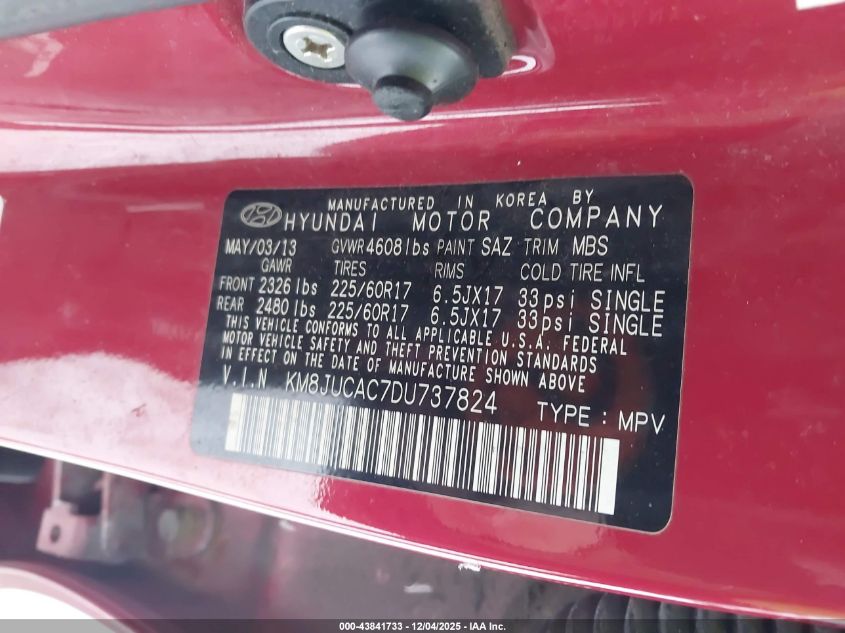 MANUFACTURED IN KOREA BY
HYUNDAI MOTOR COMPANY
MAY/03/13 GVWR 4608 lbs PAINT SAZ TRIM MBS
GAWR TIRES RIMS COLD TIRE INFL
FRONT 2326 lbs 225/60R17 6.5JX17 33psi SINGLE
REAR 2480 lbs 225/60R17 6.5JX17 33psi SINGLE
THIS VEHICLE CONFORMS TO ALL APPLICABLE U.S.A. FEDERAL
MOTOR VEHICLE SAFETY AND THEFT PREVENTION STANDARDS
IN EFFECT ON THE DATE OF MANUFACTURE SHOWN ABOVE
V.I.N KM8JUCAC7DU737824 TYPE : MPV
000-43841733 - 12/04/2025 - IAA Inc.